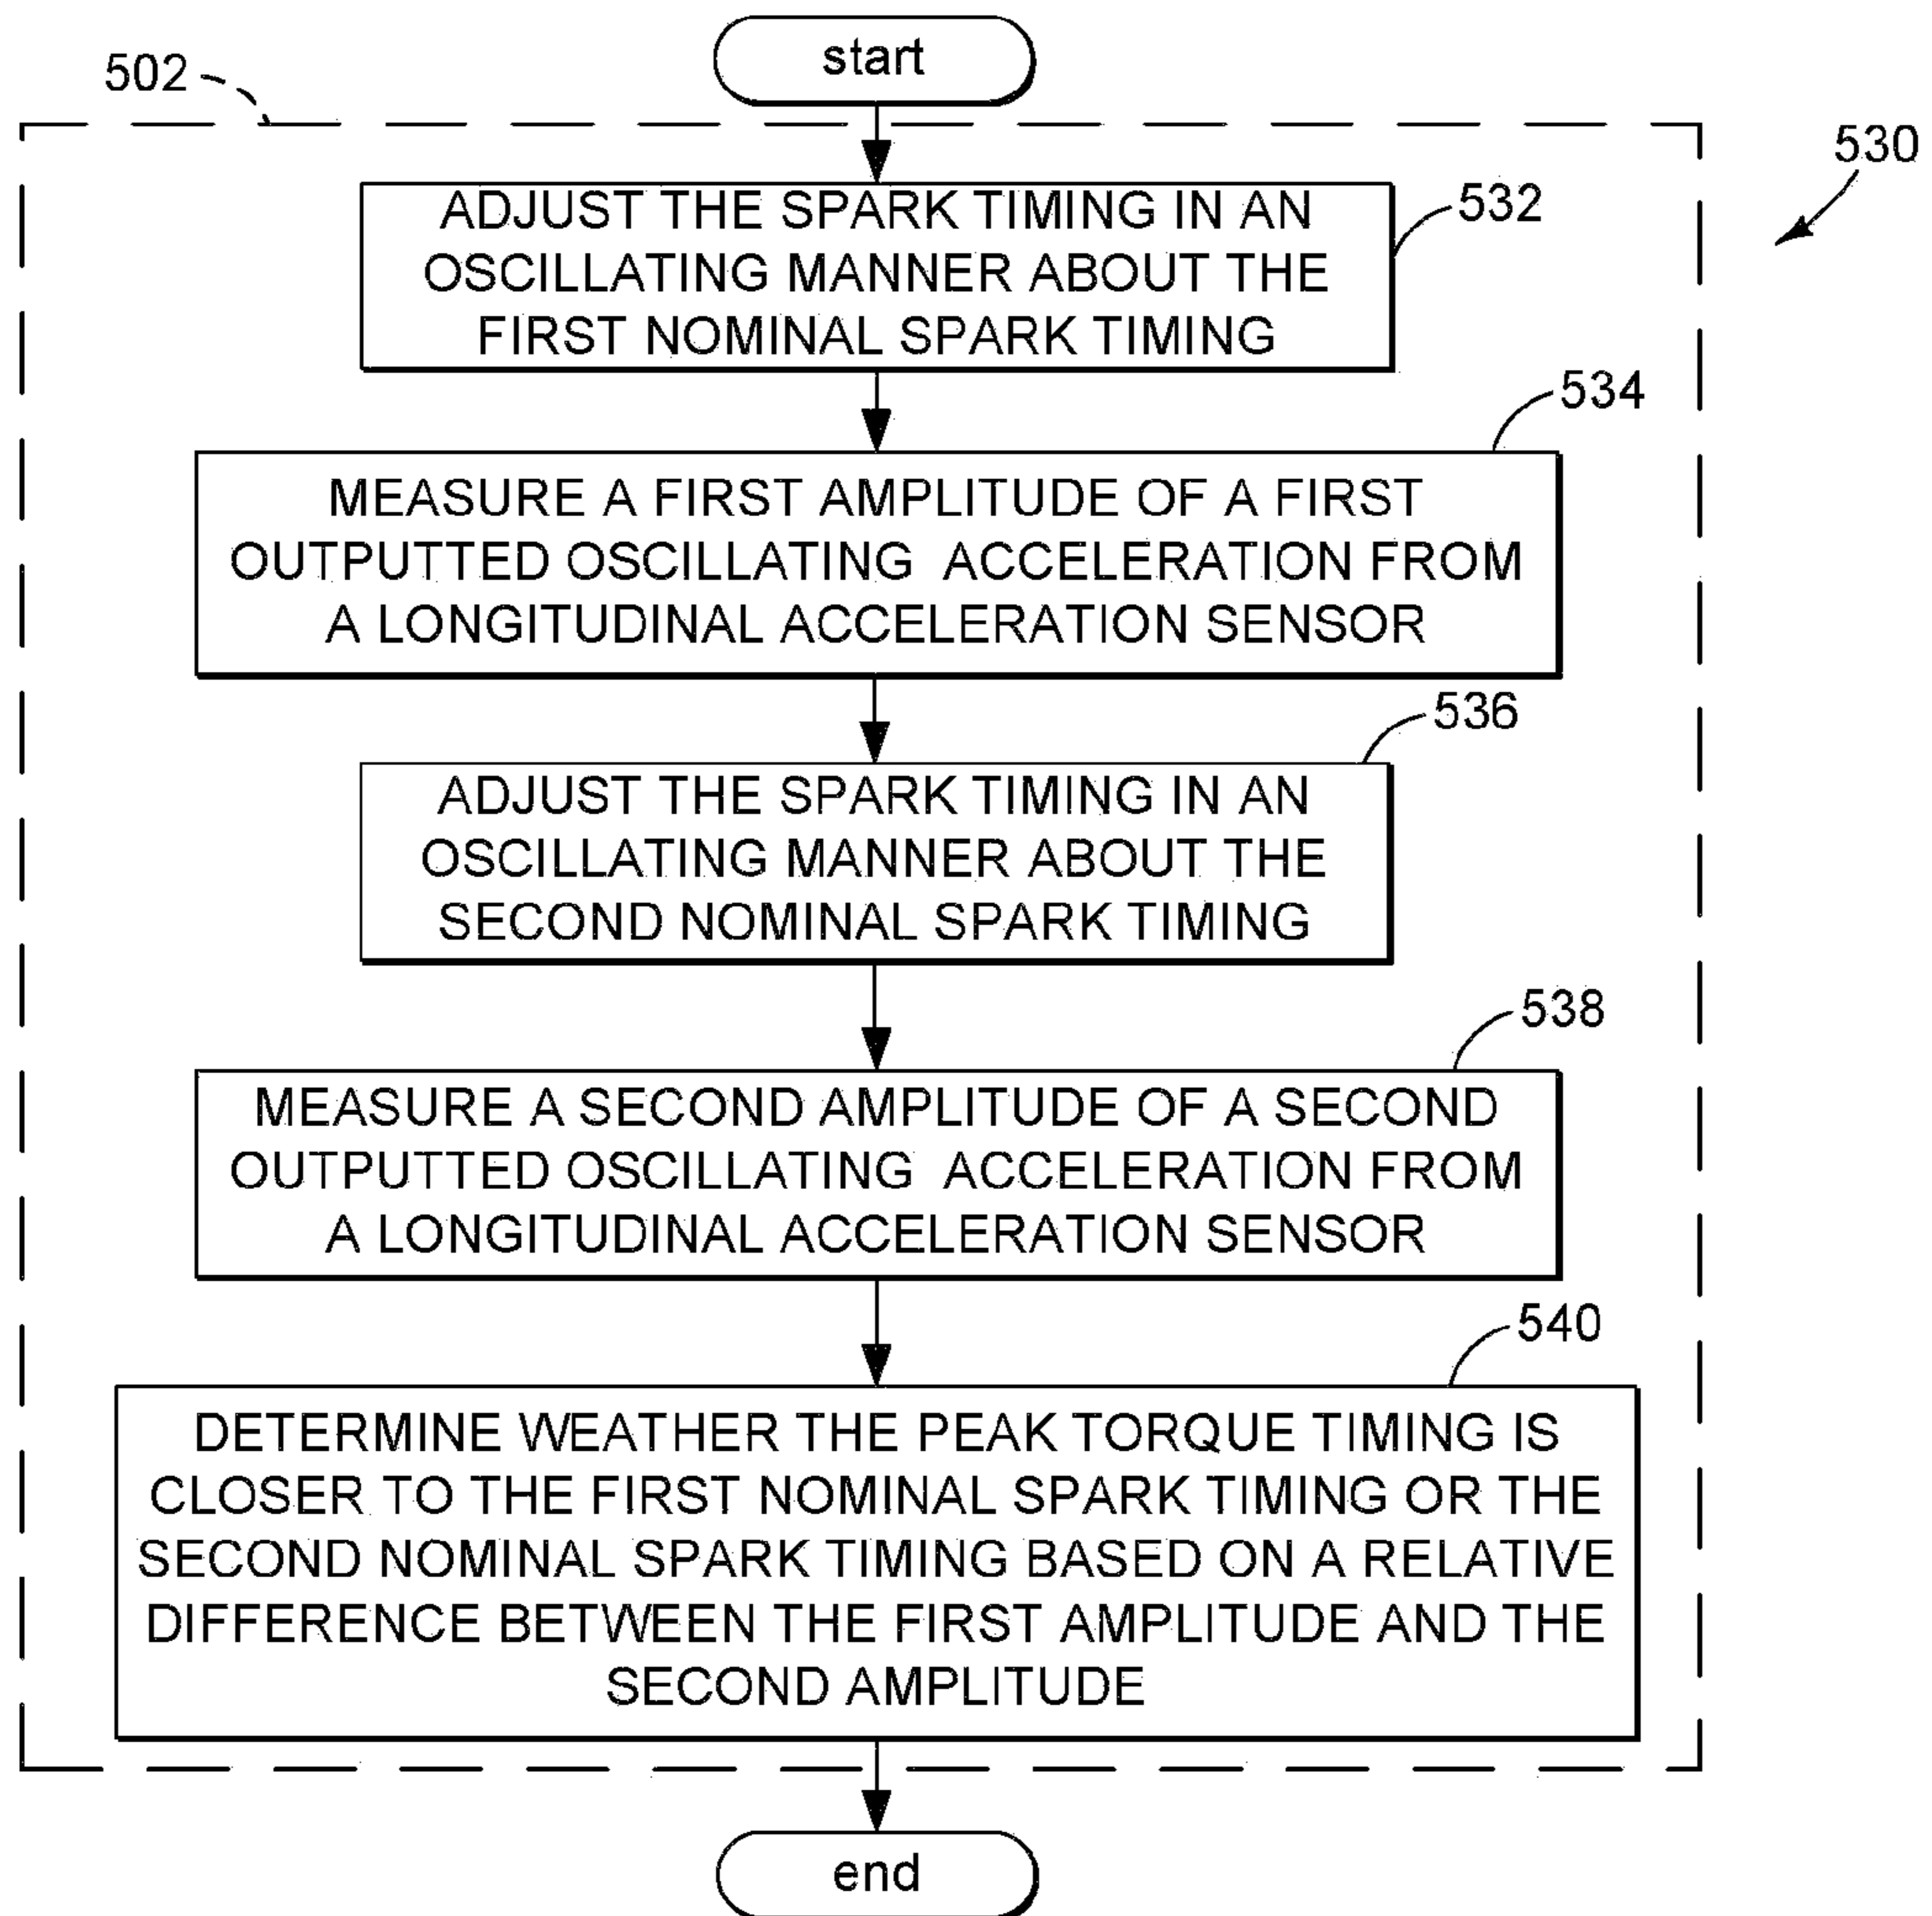 start
502
530
ADJUST THE SPARK TIMING IN AN
OSCILLATING MANNER ABOUT THE
FIRST NOMINAL SPARK TIMING
532
534
MEASURE A FIRST AMPLITUDE OF A FIRST
OUTPUTTED OSCILLATING ACCELERATION FROM
A LONGITUDINAL ACCELERATION SENSOR
536
ADJUST THE SPARK TIMING IN AN
OSCILLATING MANNER ABOUT THE
SECOND NOMINAL SPARK TIMING
538
MEASURE A SECOND AMPLITUDE OF A SECOND
OUTPUTTED OSCILLATING ACCELERATION FROM
A LONGITUDINAL ACCELERATION SENSOR
540
DETERMINE WEATHER THE PEAK TORQUE TIMING IS
CLOSER TO THE FIRST NOMINAL SPARK TIMING OR THE
SECOND NOMINAL SPARK TIMING BASED ON A RELATIVE
DIFFERENCE BETWEEN THE FIRST AMPLITUDE AND THE
SECOND AMPLITUDE
end